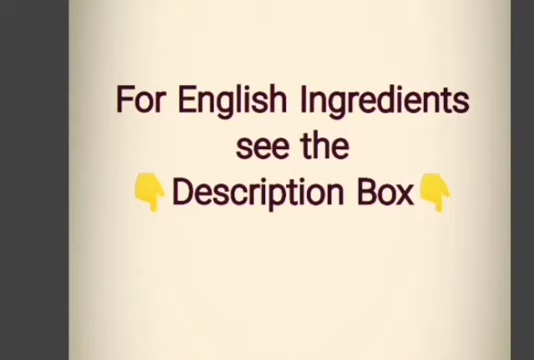 For English Ingredients
see the
👇Description Box👇